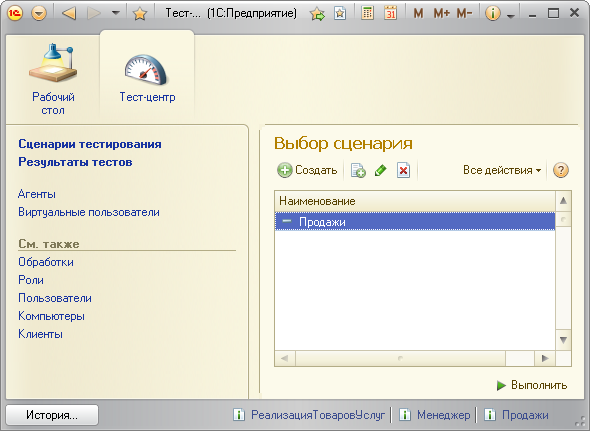 Тест-... (1С:Предприятие)
31 M M+ M-
Рабочий
стол
Тест-центр
Сценарии тестирования
Результаты тестов
Агенты
Виртуальные пользователи
См. также
Обработки
Роли
Пользователи
Компьютеры
Клиенты
Выбор сценария
Создать
Все действия
Наименование
Продажи
Выполнить
История...
РеализацияТоваровУслуг
Менеджер
Продажи